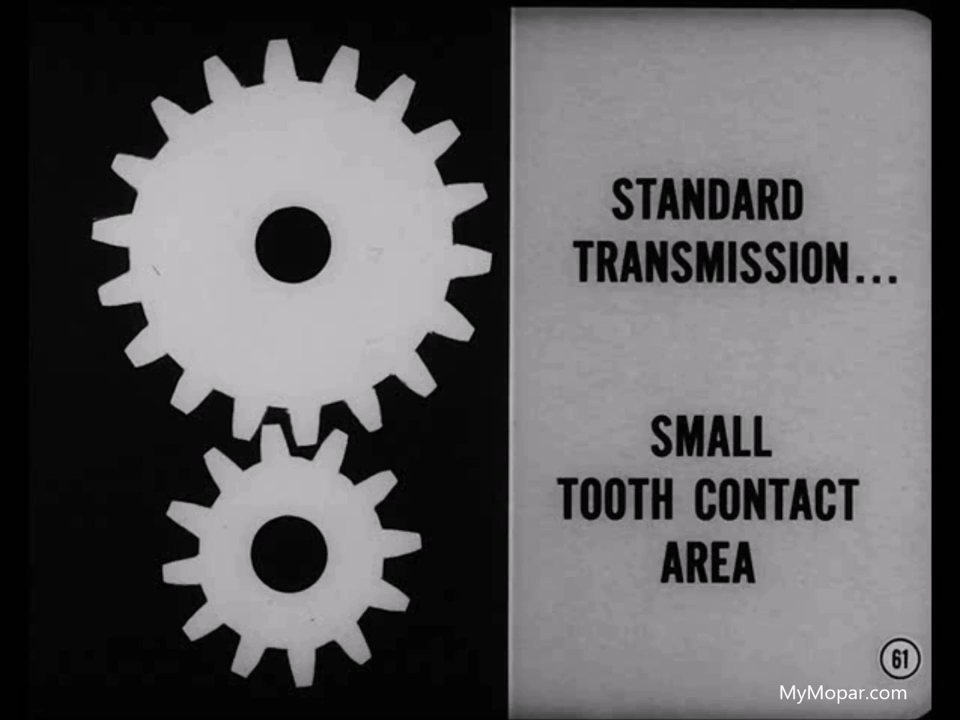 STANDARD
TRANSMISSION...
SMALL
TOOTH CONTACT
AREA
61
MyMopar.com